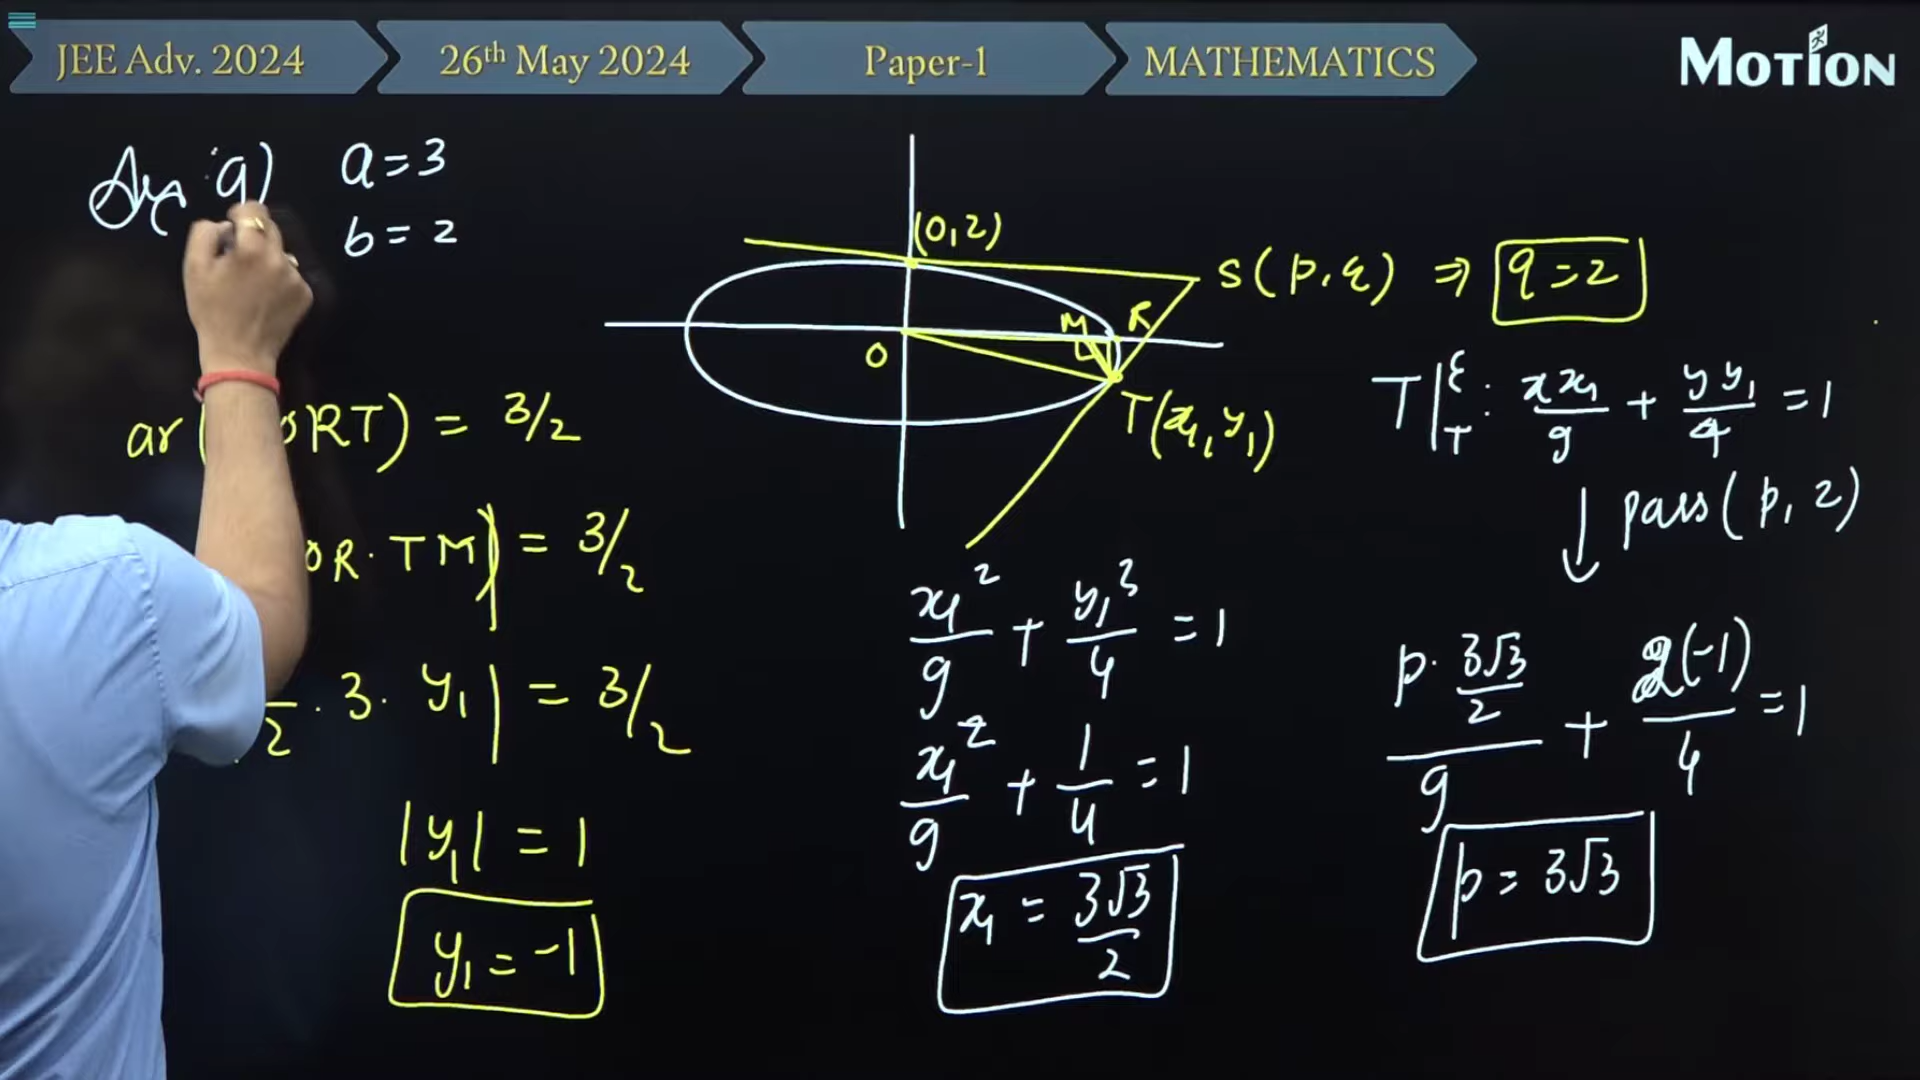 JEE Adv. 2024
26th May 2024
Paper-1
MATHEMATICS
MOTION
a = 3
b = 2
(0,2)
S(p, q) ⇒ q = 2
M R
O
T(x₁, y₁)
ar( ORT) = 3/2
OR · TM| = 3/2
2 · 3 · y₁| = 3/2
|y₁| = 1
y₁ = -1
x₁²/9 + y₁³/4 = 1
x₁²/9 + 1/4 = 1
x₁ = 3√3/2
T|: xx₁/9 + yy₁/4 = 1
↓ pass(p, 2)
(p · 3√3/2)/9 + 2(-1)/4 = 1
p = 3√3